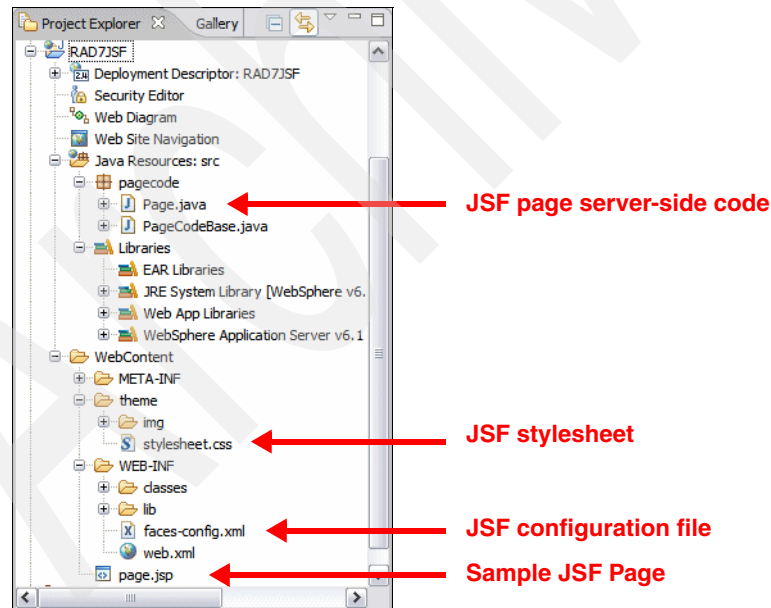 Project Explorer Gallery
RAD7JSF
Deployment Descriptor: RAD7JSF
Security Editor
Web Diagram
Web Site Navigation
Java Resources: src
pagecode
Page.java
JSF page server-side code
PageCodeBase.java
Libraries
EAR Libraries
JRE System Library [WebSphere v6.
Web App Libraries
WebSphere Application Server v6.1
WebContent
META-INF
theme
img
stylesheet.css
JSF stylesheet
WEB-INF
classes
lib
faces-config.xml
JSF configuration file
web.xml
page.jsp
Sample JSF Page